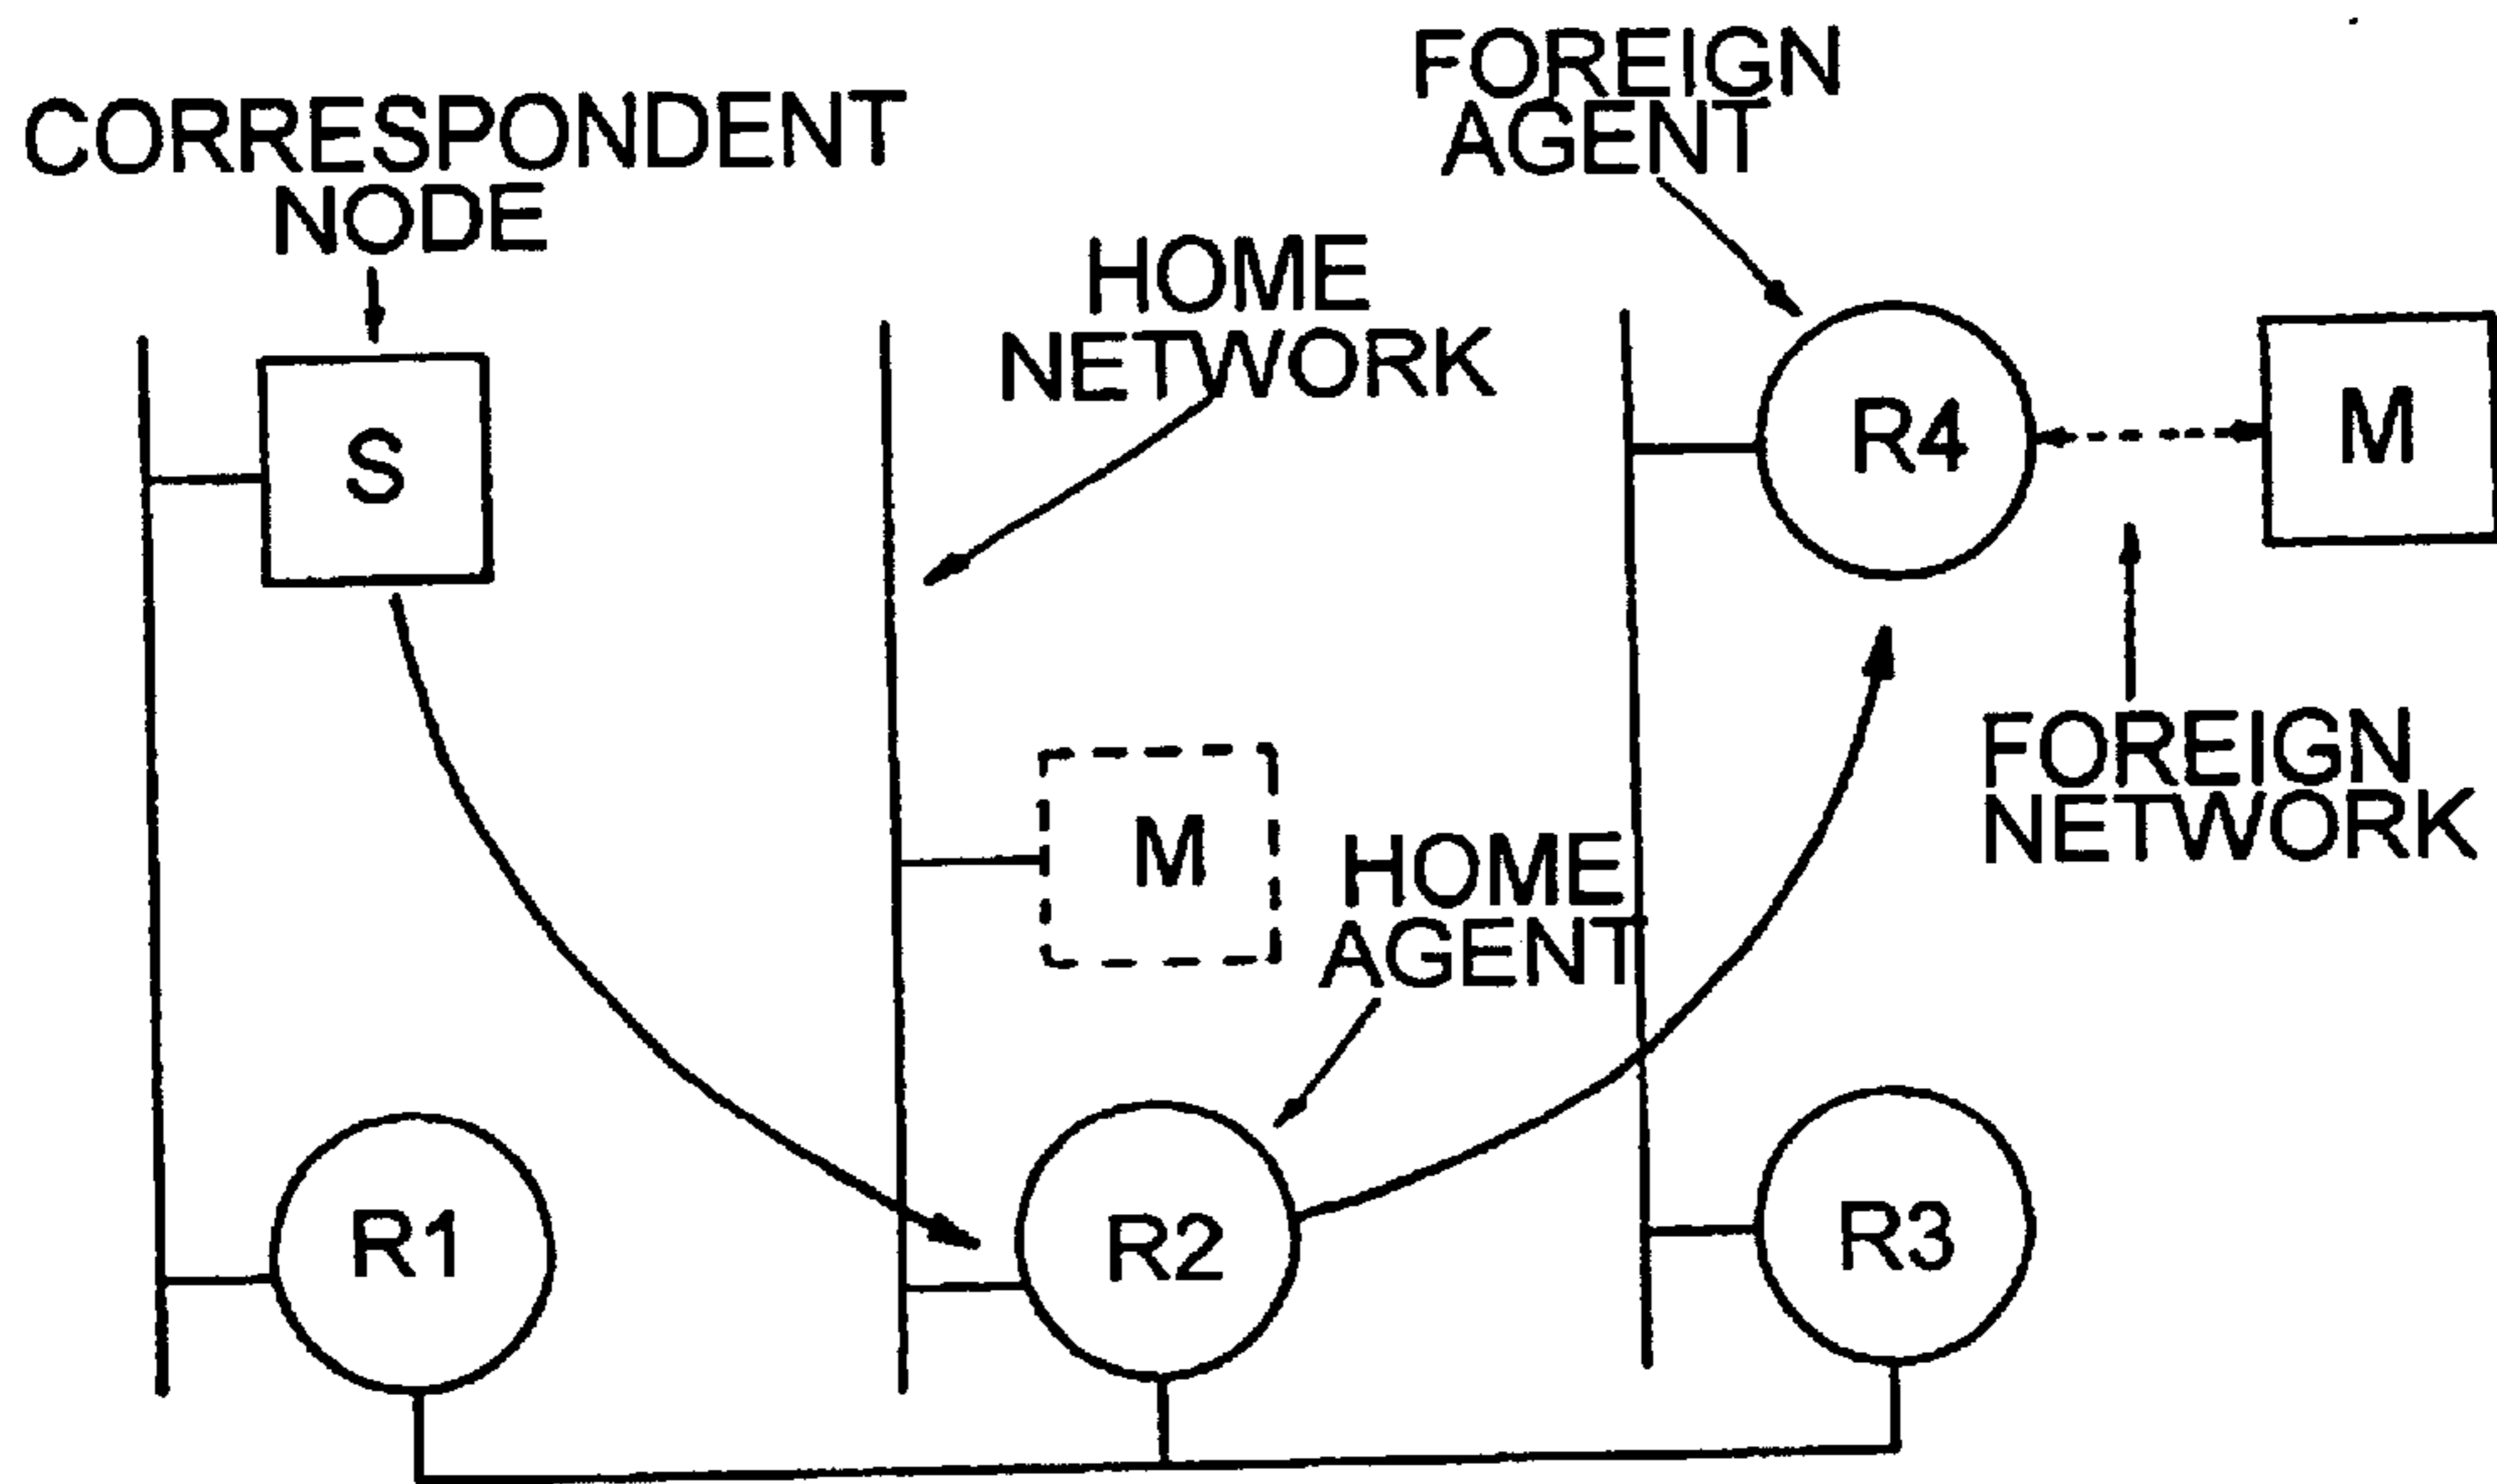 CORRESPONDENT
NODE
FOREIGN
AGENT
HOME
NETWORK
S
R4
M
FOREIGN
NETWORK
M
HOME
AGENT
R1
R2
R3